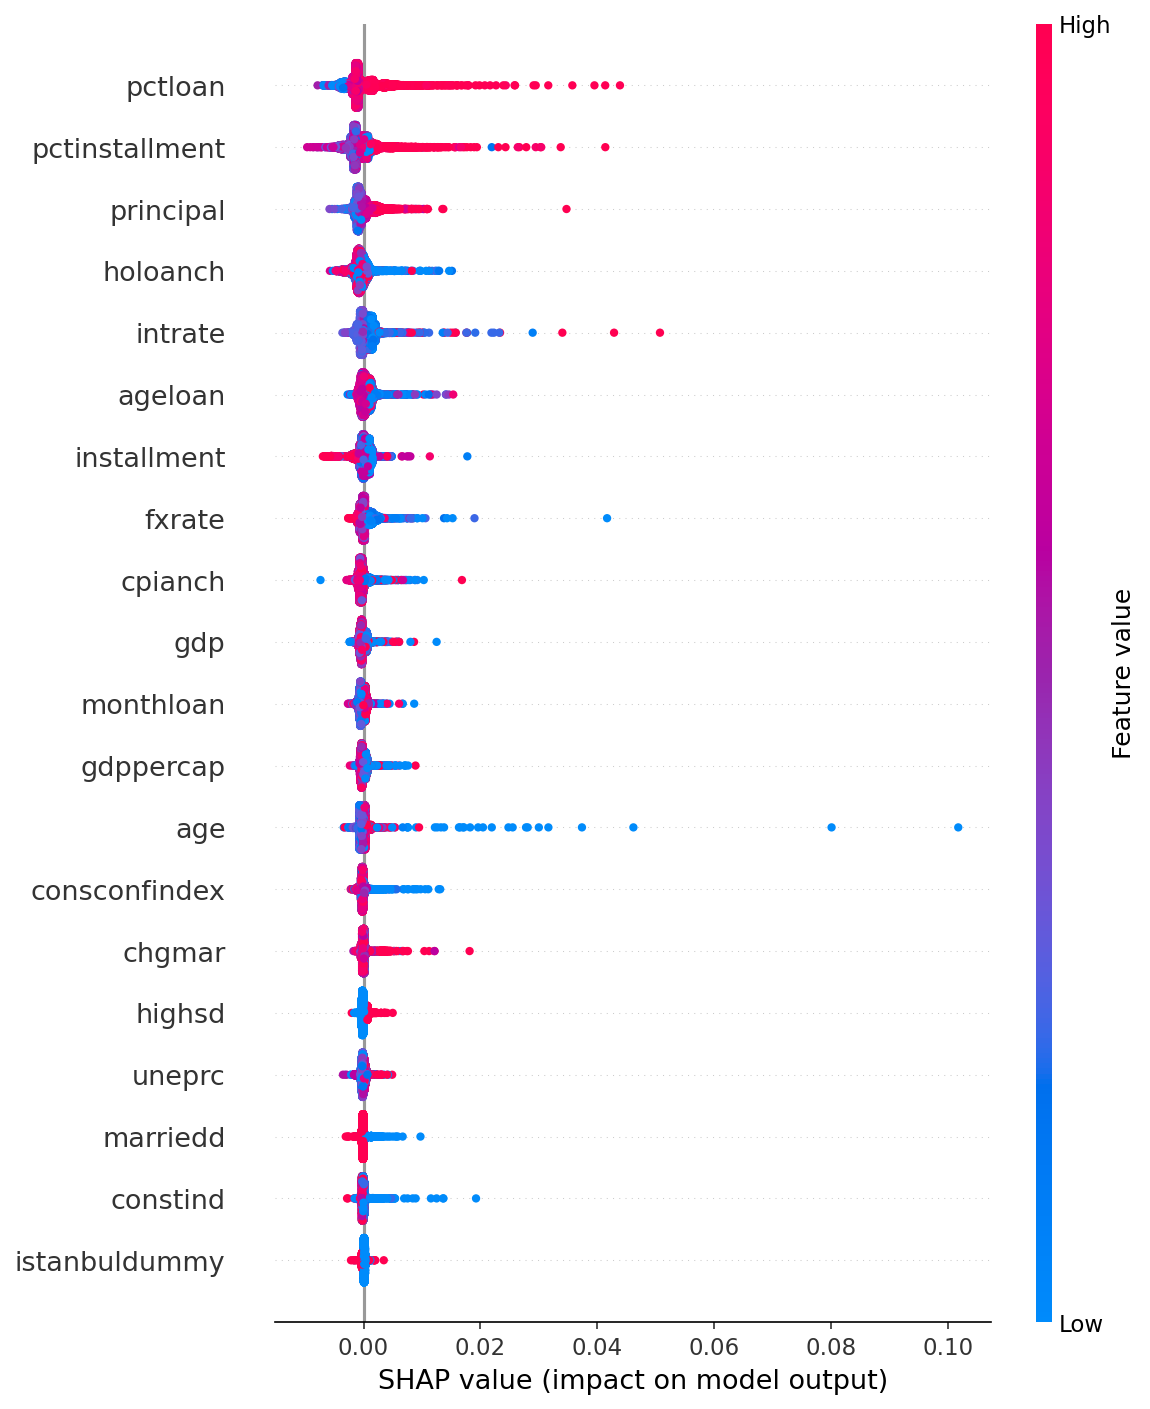 High
pctloan
pctinstallment
principal
holoanch
intrate
ageloan
installment
fxrate
cpianch
gdp
monthloan
gdppercap
age
consconfindex
chgmar
highsd
uneprc
marriedd
constind
istanbuldummy
Feature value
Low
0.00 0.02 0.04 0.06 0.08 0.10
SHAP value (impact on model output)